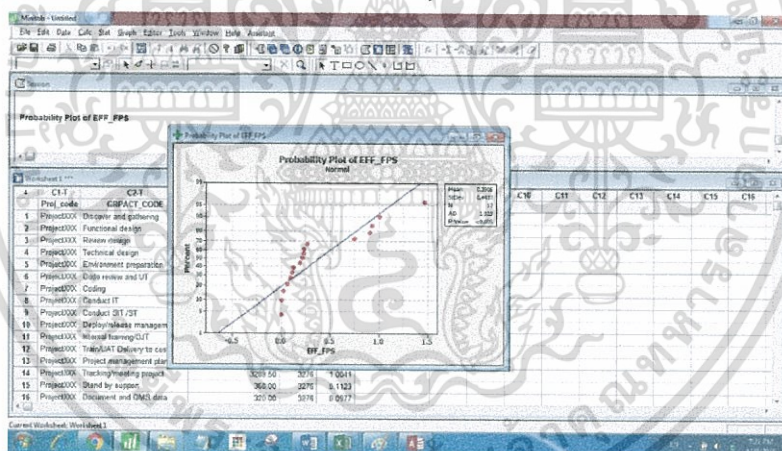 Minitab - Untitled
File Edit Data Calc Stat Graph Editor Tools Window Help Assistant
Session
Probability Plot of EFF_FPS
Probability Plot of EFF_FPS
Probability Plot of EFF_FPS
Normal
Percent
EFF_FPS
-0.5 0.0 0.5 1.0 1.5
Mean
StDev
N
AD
P-Value
Worksheet 1 ***
C1-T C2-T C10 C11 C12 C13 C14 C15 C16
Proj_code
1 ProjectXXX Discover and gathering
2 ProjectXXX Functional design
3 ProjectXXX Review design
4 ProjectXXX Technical design
5 ProjectXXX Environment preparation
6 ProjectXXX Data review and UT
7 ProjectXXX Coding
8 ProjectXXX Conduct IT
9 ProjectXXX Conduct SIT /ST
10 ProjectXXX Deploy/release managem
11 ProjectXXX Internal training/OJT
12 ProjectXXX Train/UAT Delivery to cus
13 ProjectXXX Project management plan
14 ProjectXXX Tracking/meeting project 3276 1.0041
15 ProjectXXX Stand by support 368.00 3276 0.1123
16 ProjectXXX Document and QMS data 320.00 3276 0.0977
Current Worksheet: Worksheet 1